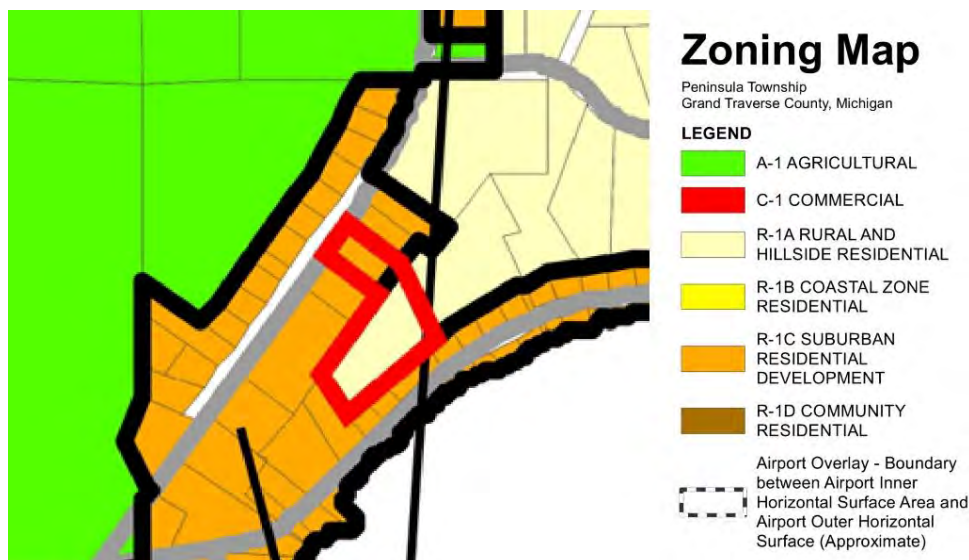 Zoning Map
Peninsula Township
Grand Traverse County, Michigan
LEGEND
A-1 AGRICULTURAL
C-1 COMMERCIAL
R-1A RURAL AND
HILLSIDE RESIDENTIAL
R-1B COASTAL ZONE
RESIDENTIAL
R-1C SUBURBAN
RESIDENTIAL
DEVELOPMENT
R-1D COMMUNITY
RESIDENTIAL
Airport Overlay - Boundary
between Airport Inner
Horizontal Surface Area and
Airport Outer Horizontal
Surface (Approximate)